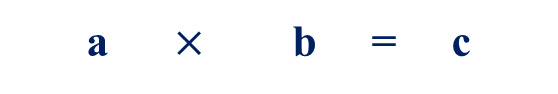 a × b = c